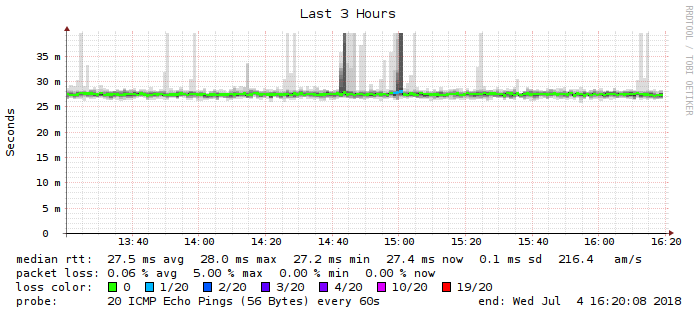 Last 3 Hours
RRDTOOL / TOBI OETIKER
Seconds
35 m
30 m
25 m
20 m
15 m
10 m
5 m
0
13:40 14:00 14:20 14:40 15:00 15:20 15:40 16:00 16:20
median rtt: 27.5 ms avg 28.0 ms max 27.2 ms min 27.4 ms now 0.1 ms sd 216.4 am/s
packet loss: 0.06 % avg 5.00 % max 0.00 % min 0.00 % now
loss color: 0 1/20 2/20 3/20 4/20 10/20 19/20
probe: 20 ICMP Echo Pings (56 Bytes) every 60s end: Wed Jul 4 16:20:08 2018